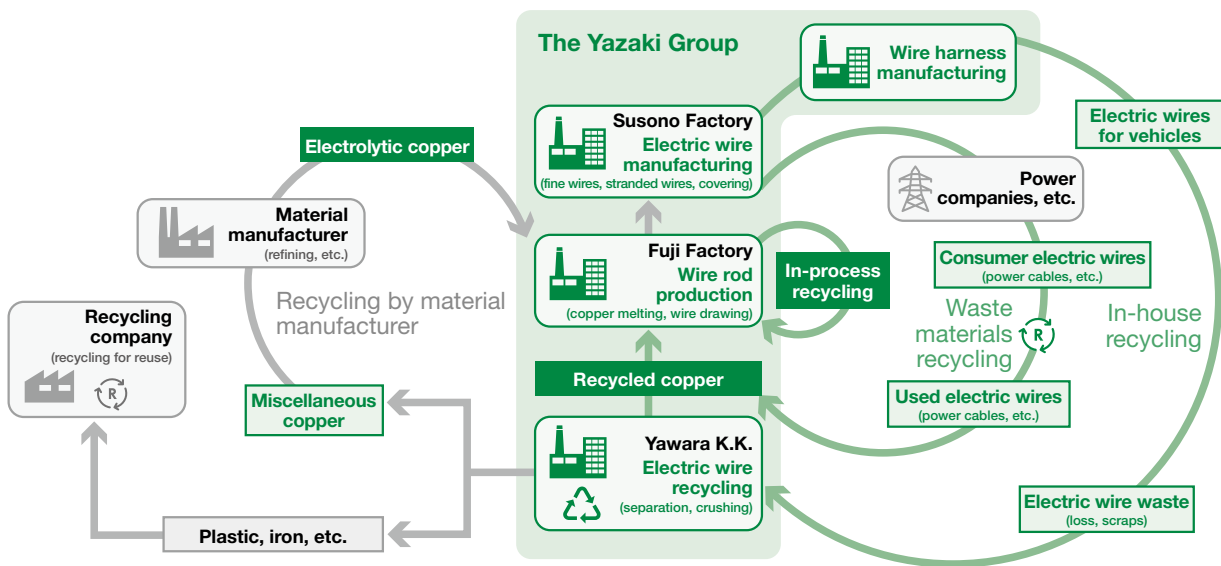 The Yazaki Group
Wire harness
manufacturing
Susono Factory
Electric wire
manufacturing
(fine wires, stranded wires, covering)
Electric wires
for vehicles
Electrolytic copper
Power
companies, etc.
Material
manufacturer
(refining, etc.)
Fuji Factory
Wire rod
production
(copper melting, wire drawing)
In-process
recycling
Consumer electric wires
(power cables, etc.)
Recycling by material
manufacturer
Waste
materials
recycling
R
In-house
recycling
Recycling
company
(recycling for reuse)
R
Recycled copper
Miscellaneous
copper
Used electric wires
(power cables, etc.)
Yawara K.K.
Electric wire
recycling
(separation, crushing)
Electric wire waste
(loss, scraps)
Plastic, iron, etc.